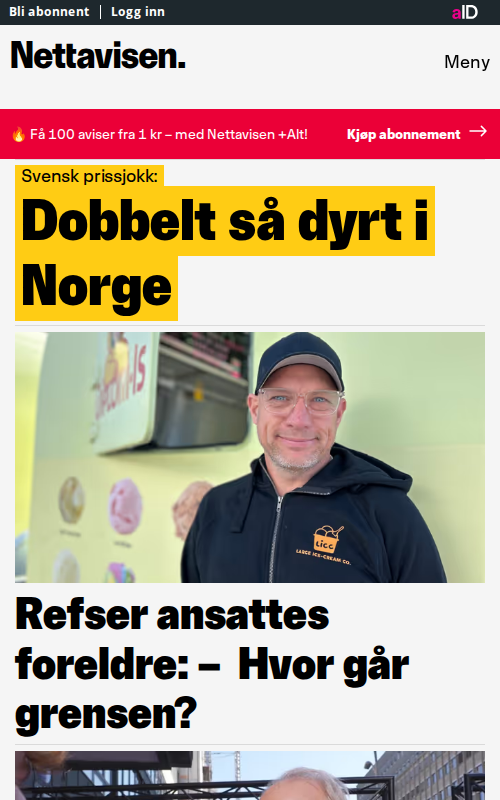 Bli abonnent
Logg inn
aID
Nettavisen.
Meny
🔥 Få 100 aviser fra 1 kr – med Nettavisen +Alt!
Kjøp abonnement →
Svensk prissjokk:
Dobbelt så dyrt i
Norge
LICC
LARGE ICE-CREAM CO.
Refser ansattes
foreldre: – Hvor går
grensen?